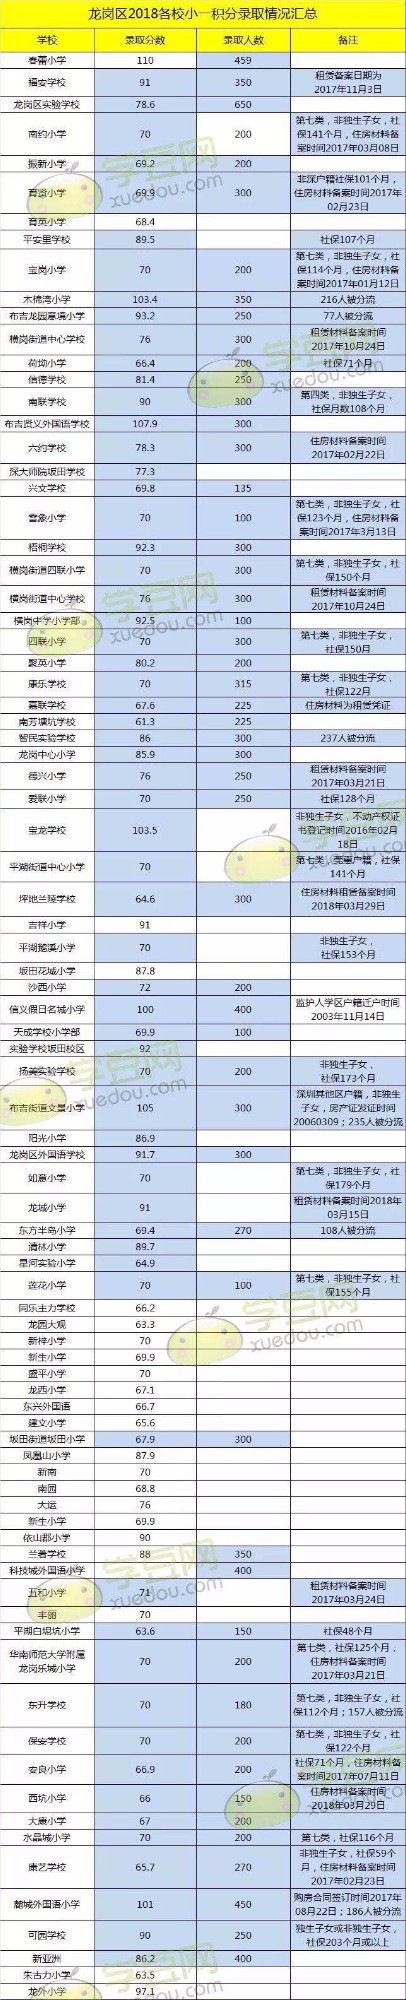 龙岗区2018各校小一积分录取情况汇总
学校 录取分数 录取人数 备注
春蕾小学 110 459
福安学校 91 350 租赁备案日期为
2017年11月3日
龙岗区实验学校 78.6 650
南约小学 70 200 第七类，非独生子女，社
保141个月，住房材料备
案时间2017年03月08日
振新小学 69.2 200
育贤小学 69.9 300 非深户籍社保101个月，
住房材料备案时间2017年
02月23日
育英小学 68.4
平安里学校 89.5 社保107个月
宝岗小学 70 200 第七类，非独生子女，社
保114个月，住房材料备
案时间2017年01月12日
木棉湾小学 103.4 350 216人被分流
布吉龙园意境小学 93.2 250 77人被分流
横岗街道中心学校 76 300 租赁材料备案时间
2017年10月24日
荷坳小学 66.4 200 社保71个月
信德学校 81.4 250
南联学校 90 300 第四类，非独生子女，
社保月数108个月
布吉贤义外国语学校 107.9 300
六约学校 78.3 300 住房材料备案时间
2017年02月22日
深大师院坂田学校 77.3
兴文学校 69.8 135
雪象小学 70 100 第七类，非独生子女，社
保123个月，住房材料备
案时间2017年3月13日
梧桐学校 92.3 300
横岗街道四联小学 70 300 第七类，非独生子女，
社保150个月
横岗街道中心学校 76 300 租赁材料备案时间
2017年10月24日
横岗中学小学部 92.5 100
四联小学 70 300 第七类，非独生子女，
社保150月
聚英小学 80.2 200
康乐学校 70 315 第七类，非独生子女，
社保122月
嘉联学校 67.6 225 住房材料为租赁凭证
南芳塘坑学校 61.3 225
智民实验学校 86 300 237人被分流
龙岗中心小学 85.9 300
德兴小学 76 250 租赁材料备案时间
2017年03月21日
爱联小学 70 250 社保128个月
宝龙学校 103.5 非独生子女，不动产权证
书登记时间2016年02月
18日
平湖街道中心小学 70 第七类，莞惠户籍，社保
141个月
坪地兰陵学校 64.6 300 住房材料租赁备案时间
2018年03月29日
吉祥小学 91
平湖龍溪小学 70 非独生子女，
社保153个月
坂田花城小学 87.8
沙西小学 72 200
信义假日名城小学 100 400 监护人学区户籍迁户时间
2003年11月14日
天成学校小学部 69.9 100
实验学校坂田校区 92
扬美实验学校 70 200 非独生子女，
社保173个月
布吉街道文景小学 105 300 深圳其他区户籍，非独生
子女，房产证发证时间
20060309；235人被分流
阳光小学 86.9
龙岗区外国语学校 91.7 300
如意小学 70 第七类，非独生子女，
社保179个月
龙城小学 91 租赁材料备案时间2018年
03月15日
东方半岛小学 69.4 270 108人被分流
清林小学 89.7
星河实验小学 64.9
莲花小学 70 100 第七类，非独生子女，社
保155个月
同乐主力学校 66.2
龙园大观 63.3
新梓小学 70
新生小学 69.9
盛平小学 70
龙西小学 67.1
东兴外国语 66.7
建文小学 65.6
坂田街道坂田小学 67.9 300
凤凰山小学 87.9
新南 70
南园 68.8
大运 76
新生小学 69.9
依山郡小学 90
兰著学校 88 350
科技城外国语小学 400
五和小学 71 租赁材料备案时间
2017年03月24日
丰丽 70
平湖白坭坑小学 63.6 150 社保48个月
华南师范大学附属
龙岗乐城小学 70 200 第七类，社保125个月，
住房材料备案时间
2017年03月21日
东升学校 70 180 第七类，非独生子女，社
保112个月；157人被分流
保安学校 70 200 第七类，非独生子女，社
保122个月
安良小学 66.9 200 社保71个月，住房材料备
案时间2017年07月11日
西坑小学 66 150 住房材料备案时间
2018年03月29日
大康小学 67 200
水晶城小学 70 200 第七类，社保116个月
康艺学校 65.7 270 非独生子女，社保59个
月，住房材料备案时间
2017年02月23日
麓城外国语小学 101 450 购房合同签订时间2017年
08月22日；186人被分流
可园学校 90 250 独生子女或非独生子女，
社保203个月或以上
新亚洲 86.2 400
朱古力小学 63.5
龙外小学 97.1
学豆网
xuedou.com